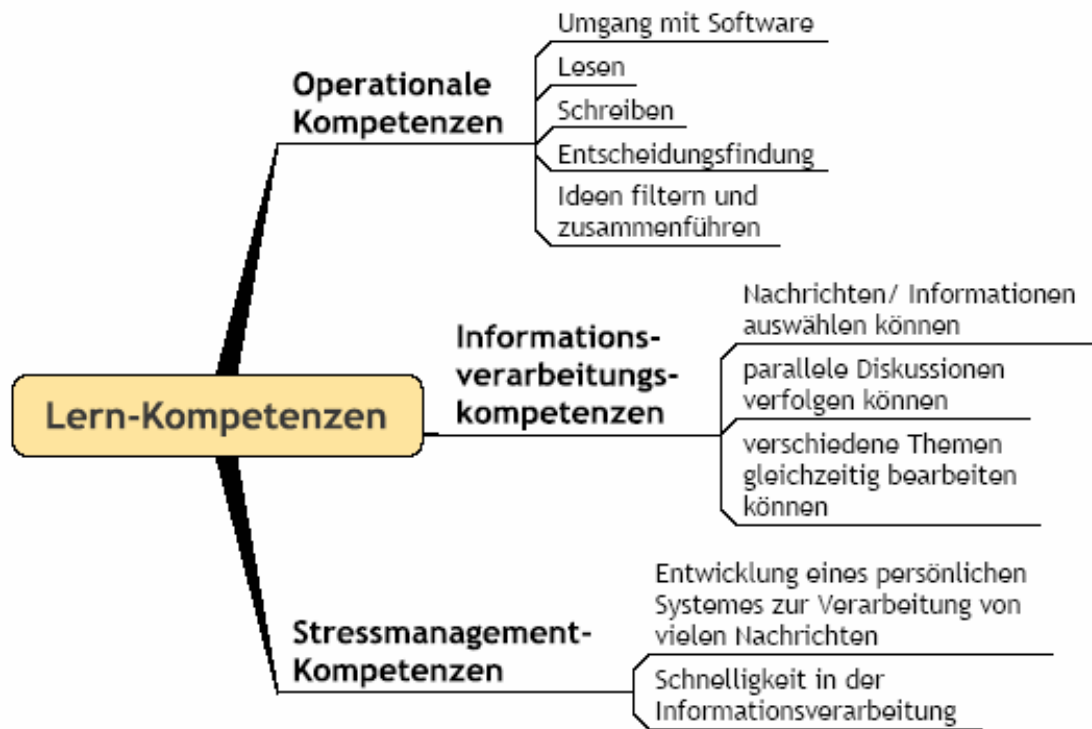 Umgang mit Software
Lesen
Operationale
Kompetenzen
Schreiben
Entscheidungsfindung
Ideen filtern und
zusammenführen
Nachrichten/ Informationen
auswählen können
Informations-
verarbeitungs-
kompetenzen
parallele Diskussionen
verfolgen können
verschiedene Themen
gleichzeitig bearbeiten
können
Lern-Kompetenzen
Entwicklung eines persönlichen
Systemes zur Verarbeitung von
vielen Nachrichten
Stressmanagement-
Kompetenzen
Schnelligkeit in der
Informationsverarbeitung